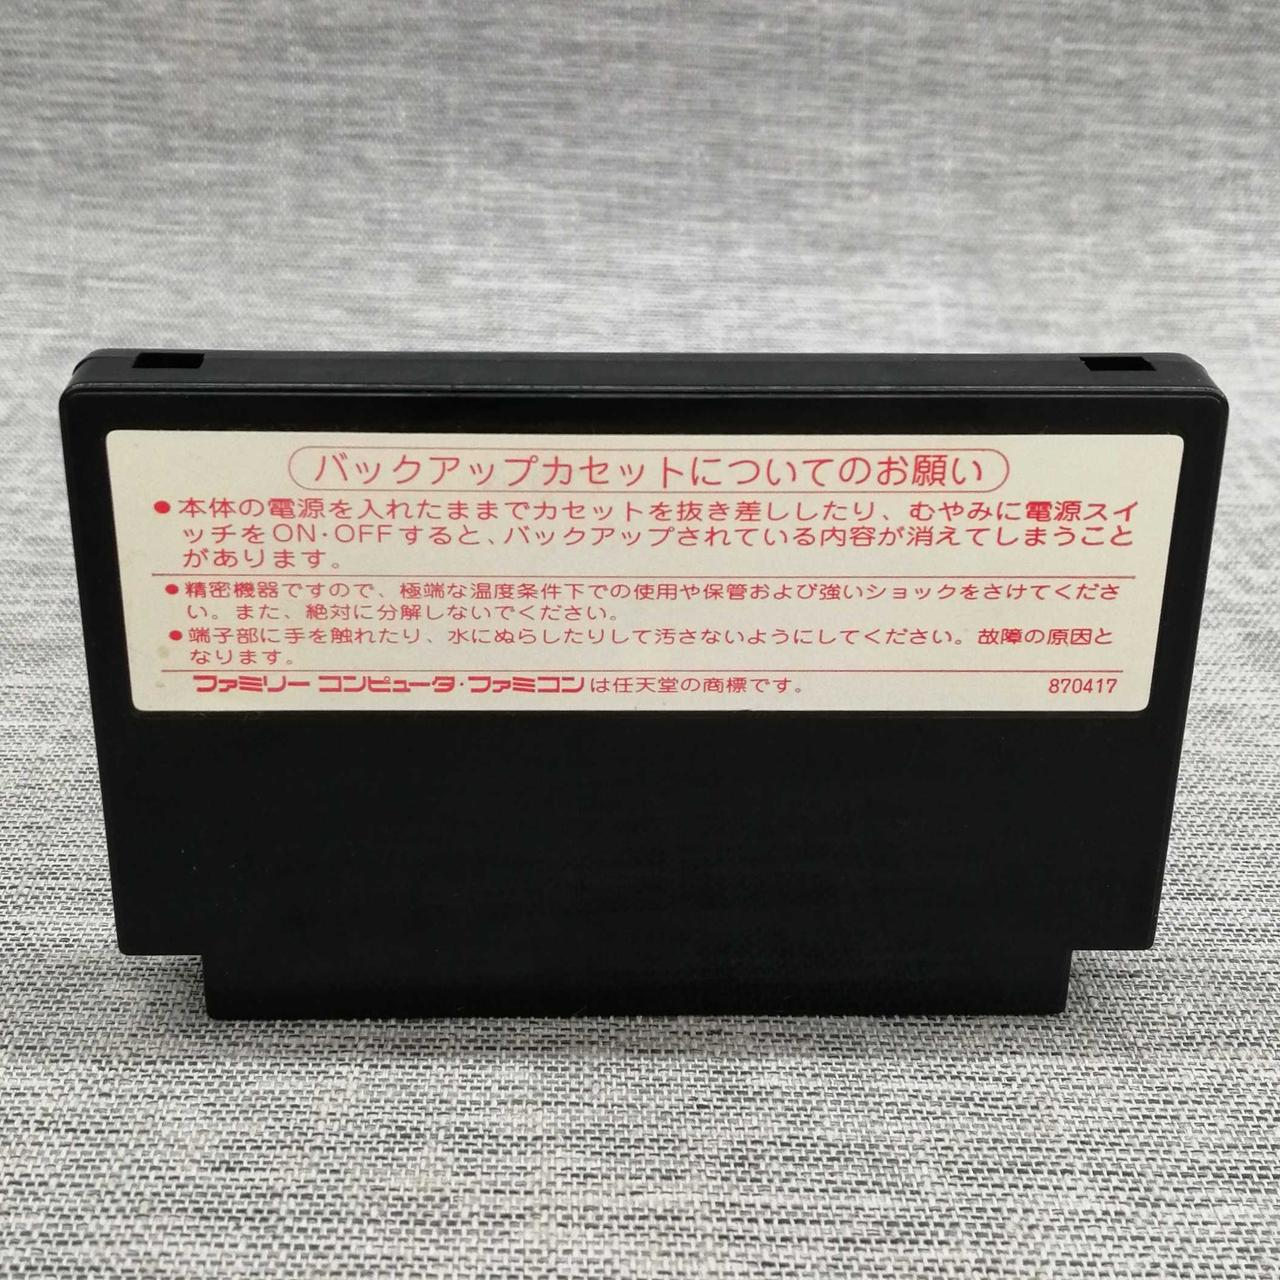 バックアップカセットについてのお願い
●本体の電源を入れたままでカセットを抜き差ししたり、むやみに電源スイ
ッチをON·OFFすると、バックアップされている内容が消えてしまうこと
があります。
●精密機器ですので、極端な温度条件下での使用や保管および強いショックをさけてくださ
い。また、絶対に分解しないでください。
●端子部に手を触れたり、水にぬらしたりして汚さないようにしてください。故障の原因と
なります。
ファミリー コンピュータ·ファミコンは任天堂の商標です。 870417